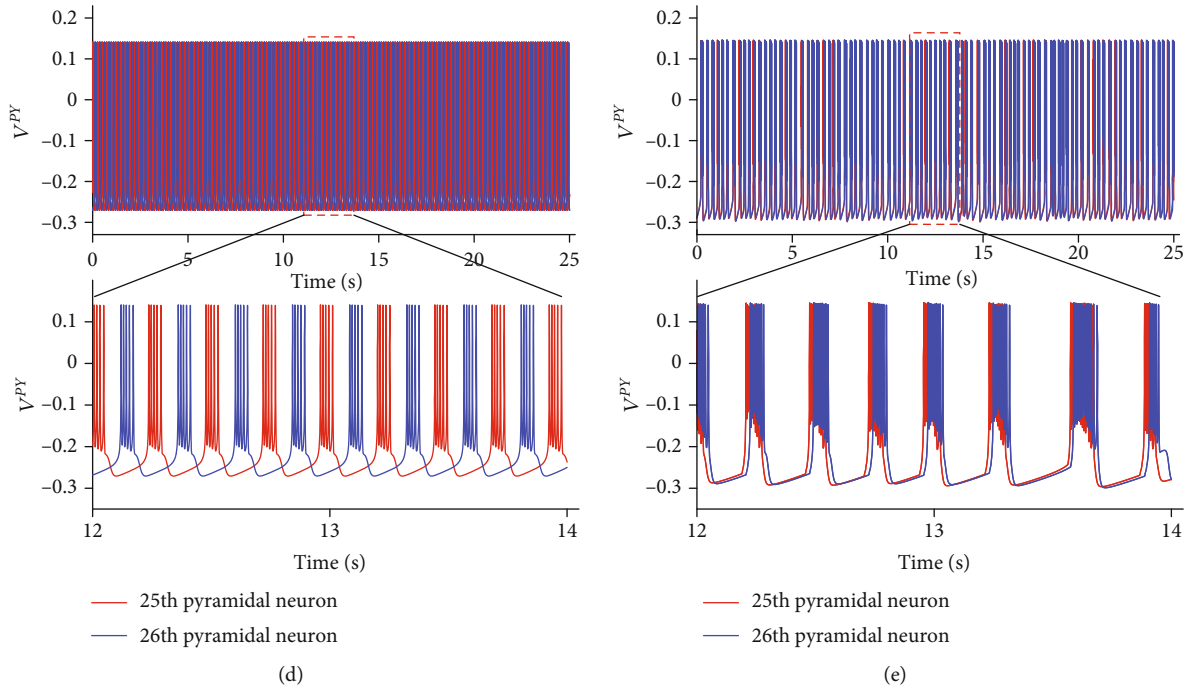 0.2
0.1
0
−0.1
−0.2
−0.3
V^PY
0 5 10 15 20 25
Time (s)
0.1
0
−0.1
−0.2
−0.3
V^PY
12 13 14
Time (s)
25th pyramidal neuron
26th pyramidal neuron
(d)
0.2
0.1
0
−0.1
−0.2
−0.3
V^PY
0 5 10 15 20 25
Time (s)
0.1
0
−0.1
−0.2
−0.3
V^PY
12 13 14
Time (s)
25th pyramidal neuron
26th pyramidal neuron
(e)